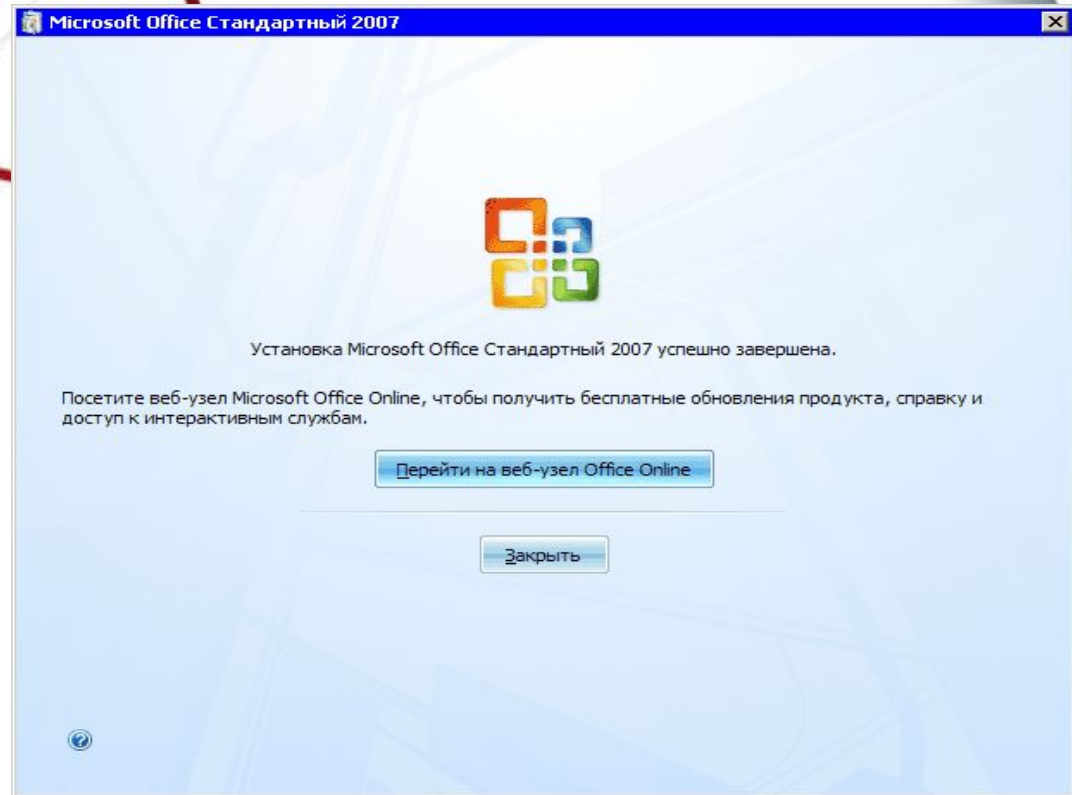 Microsoft Office Стандартный 2007
Установка Microsoft Office Стандартный 2007 успешно завершена.
Посетите веб-узел Microsoft Office Online, чтобы получить бесплатные обновления продукта, справку и
доступ к интерактивным службам.
Перейти на веб-узел Office Online
Закрыть